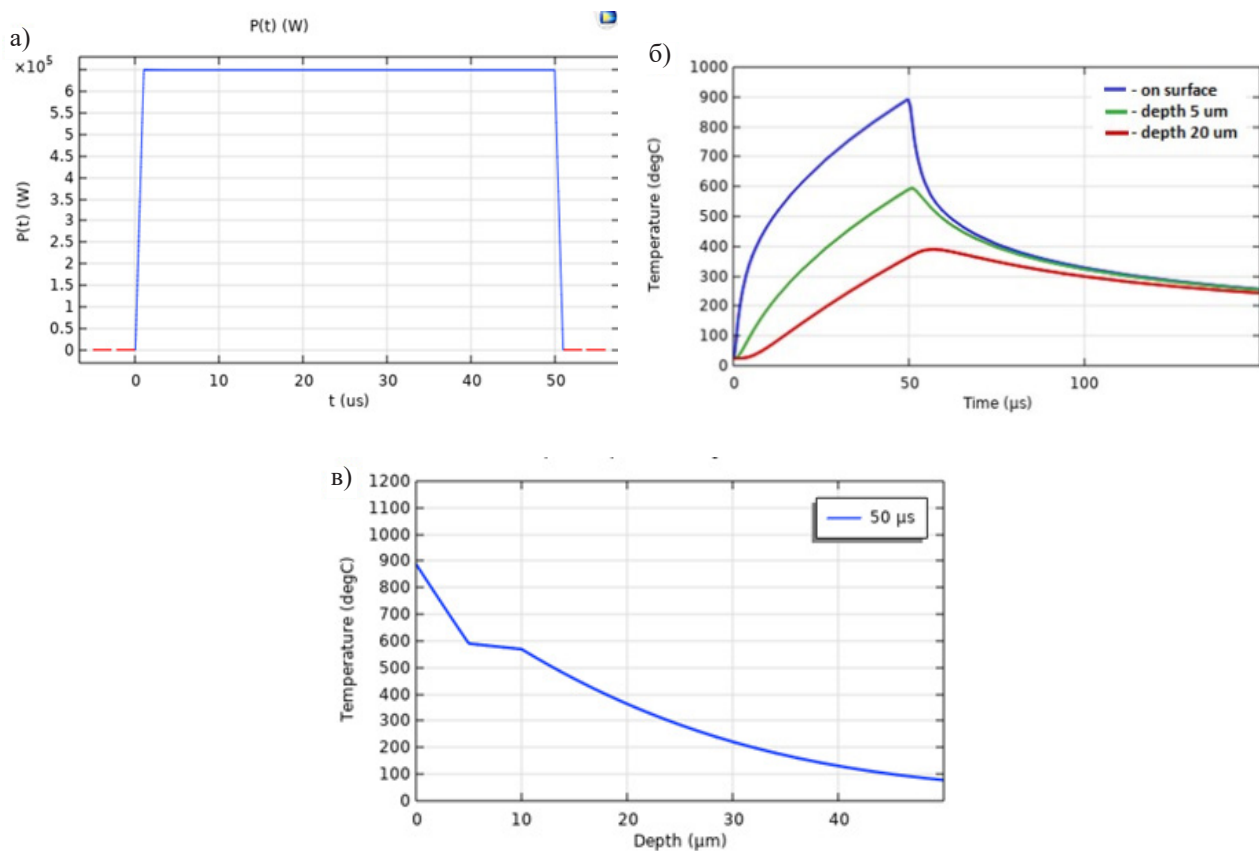 а)
P(t) (W)
×10⁵
6
5.5
5
4.5
4
3.5
3
2.5
2
1.5
1
0.5
0
P(t) (W)
0 10 20 30 40 50
t (us)
б)
1000
900
800
700
600
500
400
300
200
100
0
Temperature (degC)
- on surface
- depth 5 um
- depth 20 um
0 50 100
Time (μs)
в)
1200
1100
1000
900
800
700
600
500
400
300
200
100
0
Temperature (degC)
50 μs
0 10 20 30 40
Depth (μm)